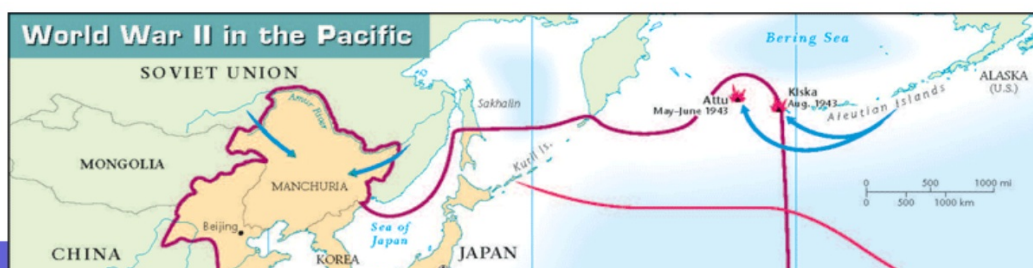 World War II in the Pacific
Bering Sea
SOVIET UNION
ALASKA
(U.S.)
Amur River
Sakhalin
Attu
May–June 1943
Kiska
Aug. 1943
Aleutian Islands
MONGOLIA
Kuril Is.
MANCHURIA
0 500 1000 mi
0 500 1000 km
Beijing
Sea of
Japan
CHINA
KOREA
JAPAN